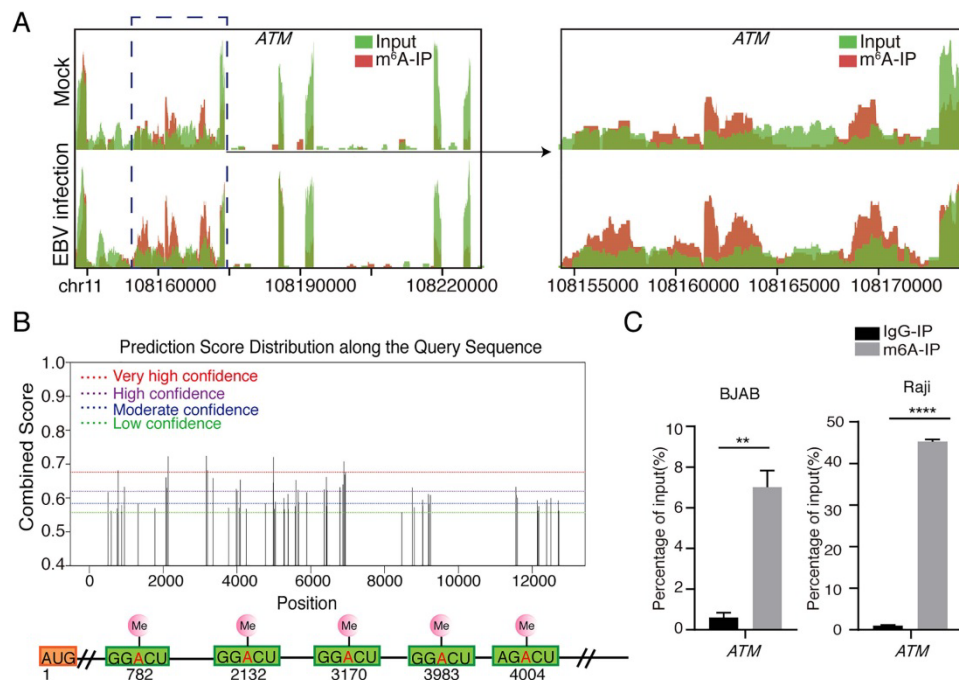 A
ATM
Input
m⁶A-IP
Mock
EBV infection
chr11 108160000 108190000 108220000
ATM
Input
m⁶A-IP
108155000 108160000 108165000 108170000
B
Prediction Score Distribution along the Query Sequence
Very high confidence
High confidence
Moderate confidence
Low confidence
Combined Score
1.0
0.9
0.8
0.7
0.6
0.5
0.4
0 2000 4000 6000 8000 10000 12000
Position
Me Me Me Me Me
AUG GGACU GGACU GGACU GGACU AGACU
1 782 2132 3170 3983 4004
C
IgG-IP
m6A-IP
BJAB
**
Percentage of input(%)
10
8
6
4
2
0
ATM
Raji
****
Percentage of input(%)
50
40
30
20
10
0
ATM